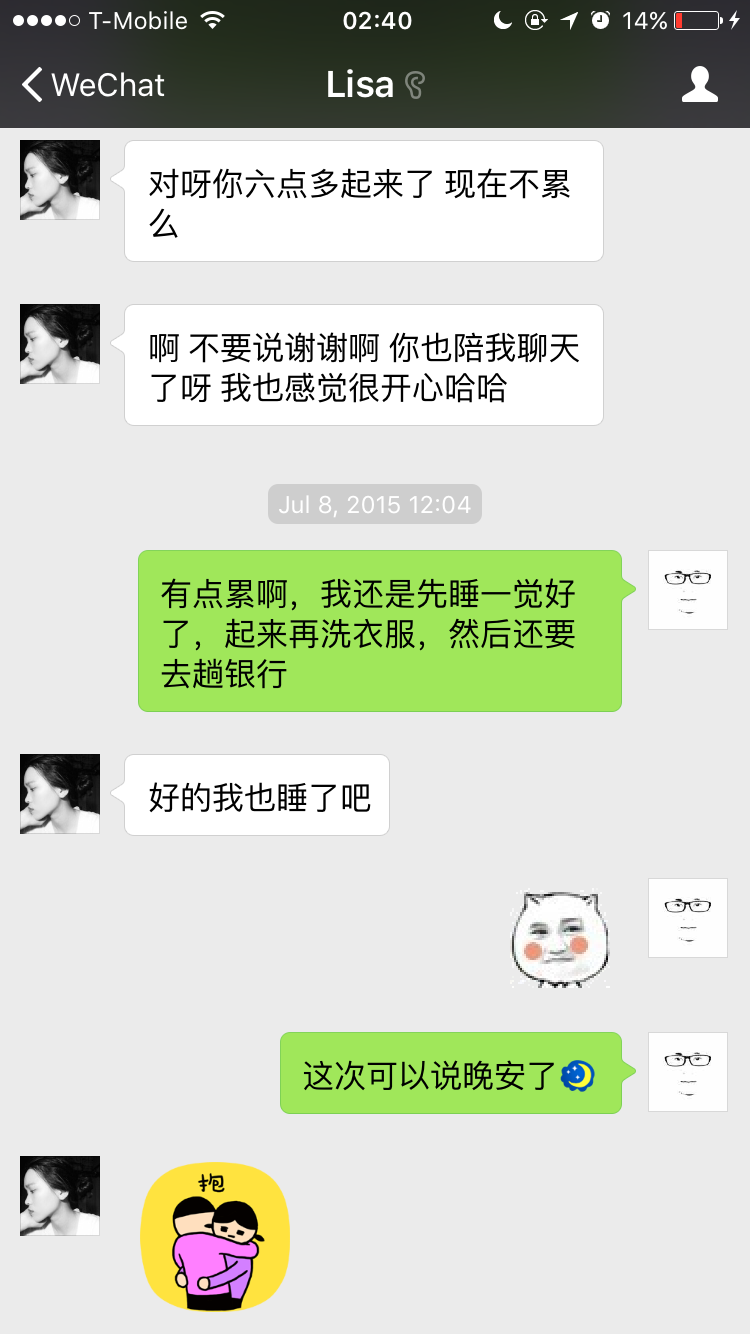 T-Mobile 02:40 14%
WeChat Lisa
对呀你六点多起来了 现在不累
么
啊 不要说谢谢啊 你也陪我聊天
了呀 我也感觉很开心哈哈
Jul 8, 2015 12:04
有点累啊，我还是先睡一觉好
了，起来再洗衣服，然后还要
去趟银行
好的我也睡了吧
这次可以说晚安了
抱